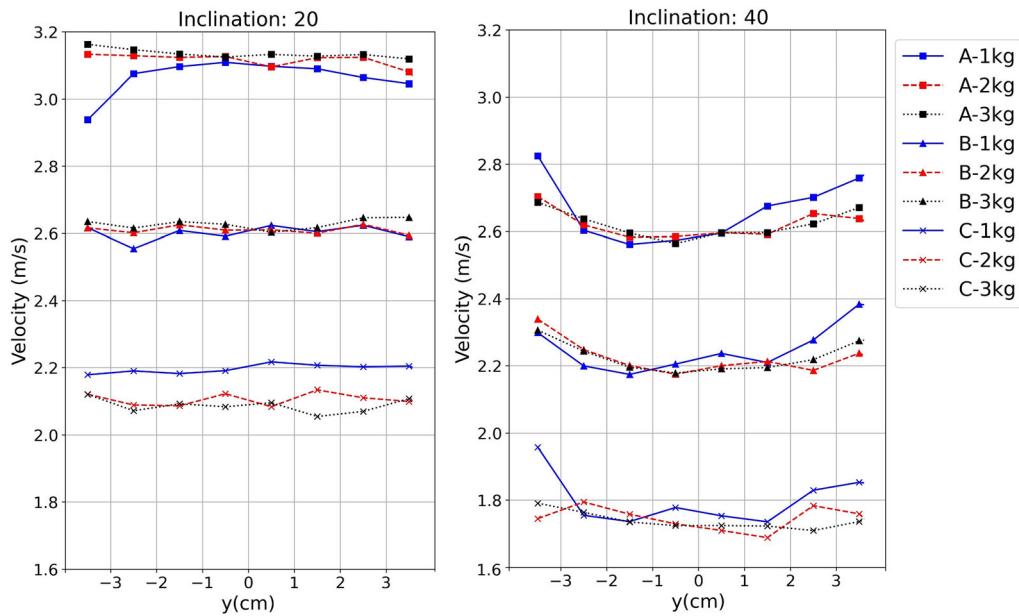 Inclination: 20
3.2
3.0
2.8
2.6
2.4
2.2
2.0
1.8
1.6
Velocity (m/s)
−3 −2 −1 0 1 2 3
y(cm)
Inclination: 40
3.2
3.0
2.8
2.6
2.4
2.2
2.0
1.8
1.6
Velocity (m/s)
−3 −2 −1 0 1 2 3
y(cm)
A-1kg
A-2kg
A-3kg
B-1kg
B-2kg
B-3kg
C-1kg
C-2kg
C-3kg